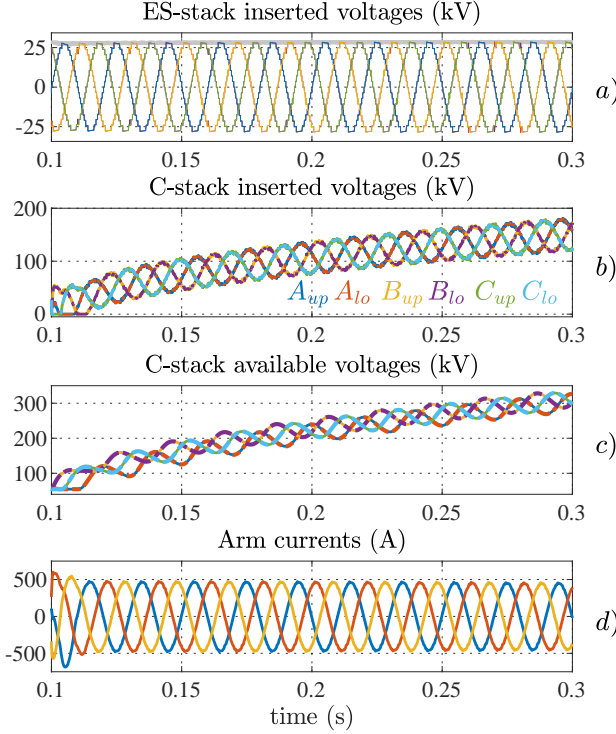 ES-stack inserted voltages (kV)
25
0
-25
a)
0.1 0.15 0.2 0.25 0.3
C-stack inserted voltages (kV)
200
100
0
b)
A_up A_lo B_up B_lo C_up C_lo
0.1 0.15 0.2 0.25 0.3
C-stack available voltages (kV)
300
200
100
c)
0.1 0.15 0.2 0.25 0.3
Arm currents (A)
500
0
-500
d)
0.1 0.15 0.2 0.25 0.3
time (s)